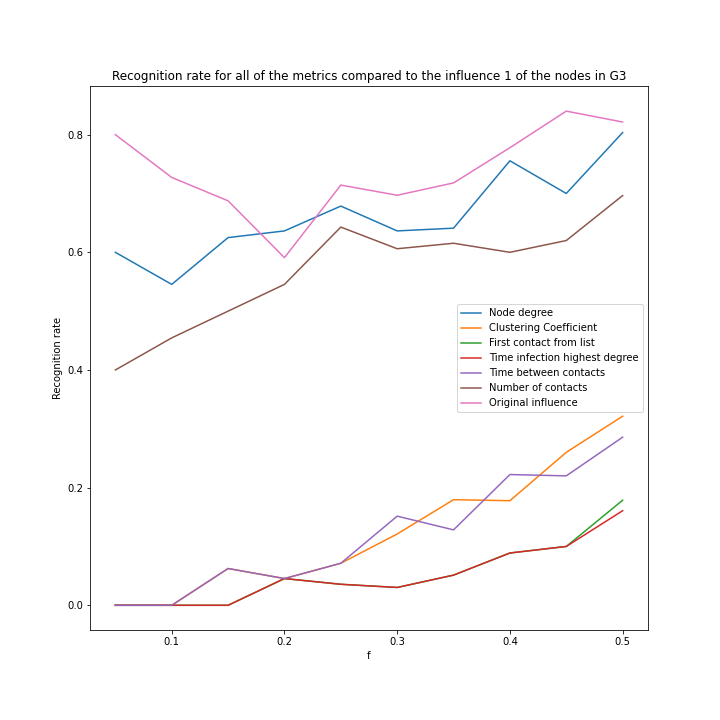 Recognition rate for all of the metrics compared to the influence 1 of the nodes in G3
Recognition rate
0.8
0.6
0.4
0.2
0.0
Node degree
Clustering Coefficient
First contact from list
Time infection highest degree
Time between contacts
Number of contacts
Original influence
0.1
0.2
0.3
0.4
0.5
f